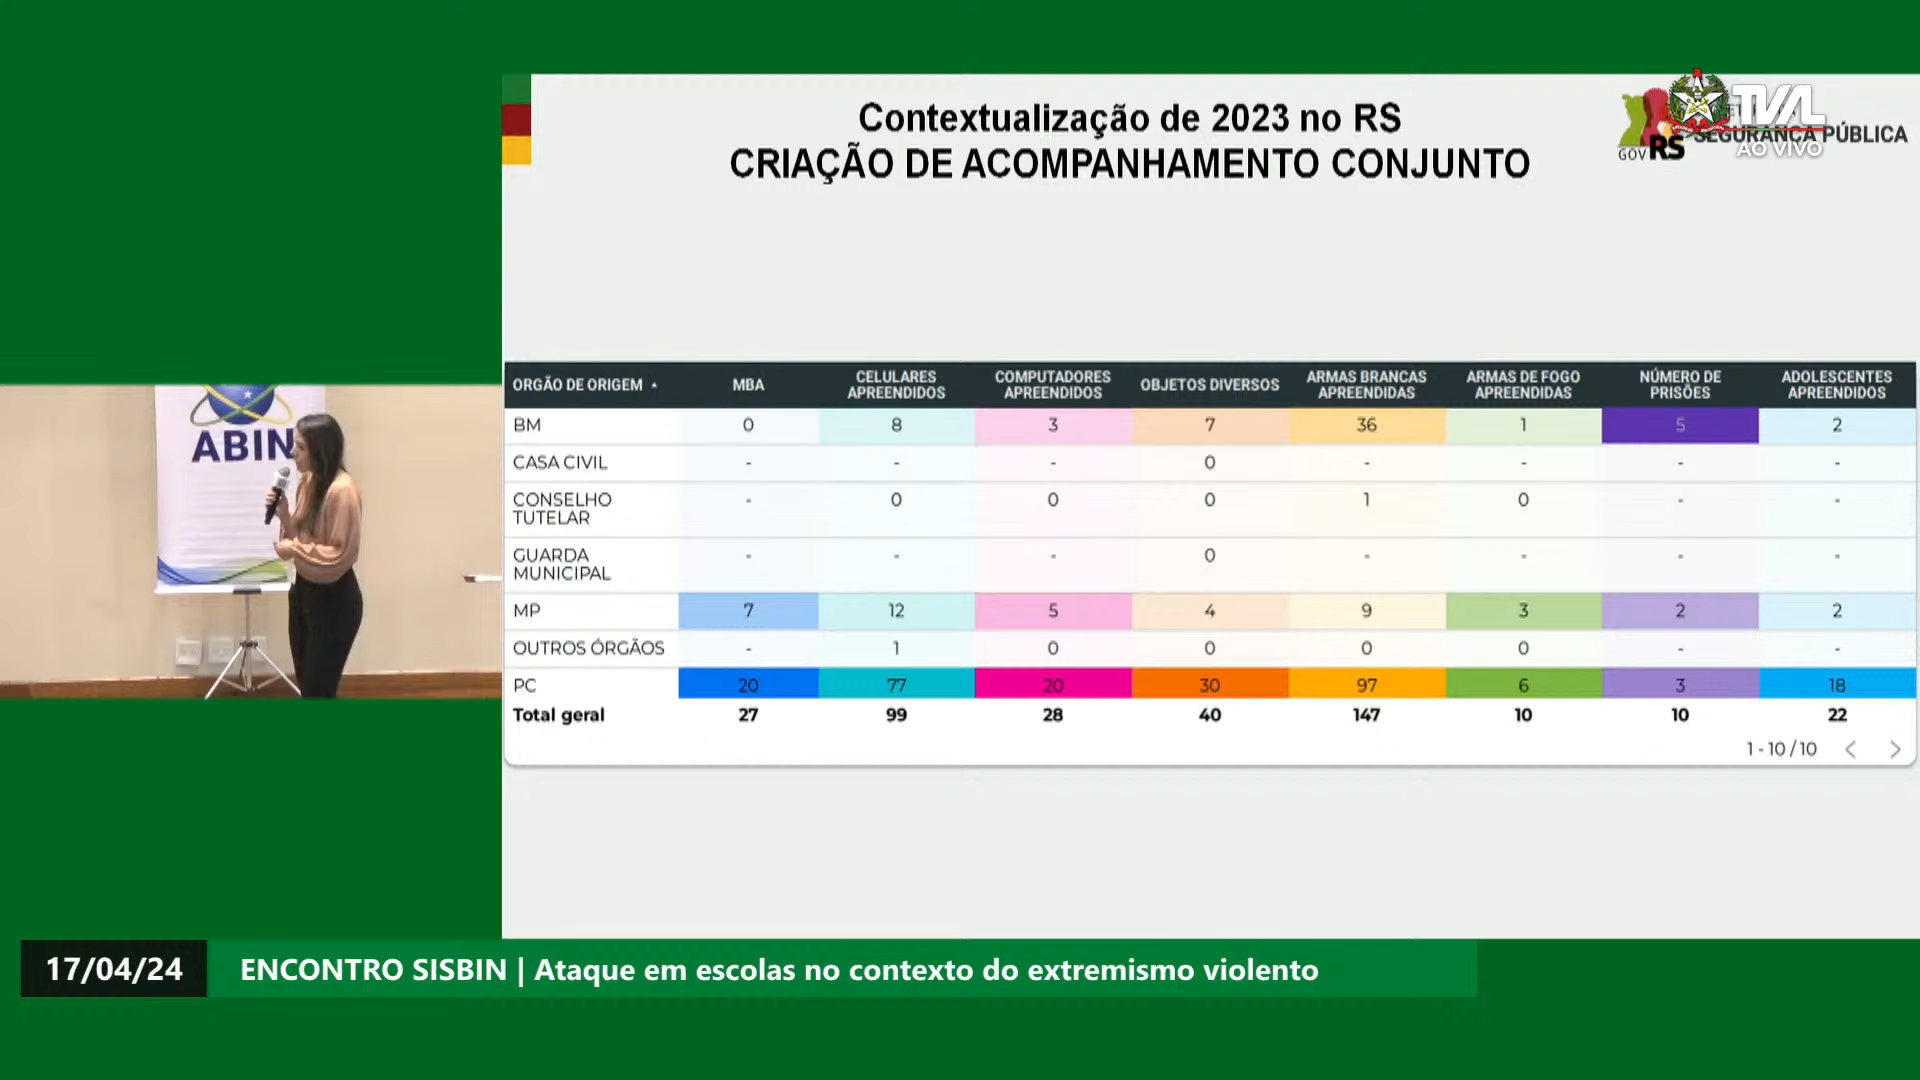 Contextualização de 2023 no RS
CRIAÇÃO DE ACOMPANHAMENTO CONJUNTO
GOV RS
SEGURANÇA PÚBLICA
TVAL
AO VIVO
ABIN
ORGÃO DE ORIGEM MBA CELULARES APREENDIDOS COMPUTADORES APREENDIDOS OBJETOS DIVERSOS ARMAS BRANCAS APREENDIDAS ARMAS DE FOGO APREENDIDAS NÚMERO DE PRISÕES ADOLESCENTES APREENDIDOS
BM 0 8 3 7 36 1 5 2
CASA CIVIL - - - 0 - - - -
CONSELHO TUTELAR - 0 0 0 1 0 - -
GUARDA MUNICIPAL - - - 0 - - - -
MP 7 12 5 4 9 3 2 2
OUTROS ÓRGÃOS - 1 0 0 0 0 - -
PC 20 77 20 30 97 6 3 18
Total geral 27 99 28 40 147 10 10 22
1 - 10 / 10 < >
17/04/24 ENCONTRO SISBIN | Ataque em escolas no contexto do extremismo violento